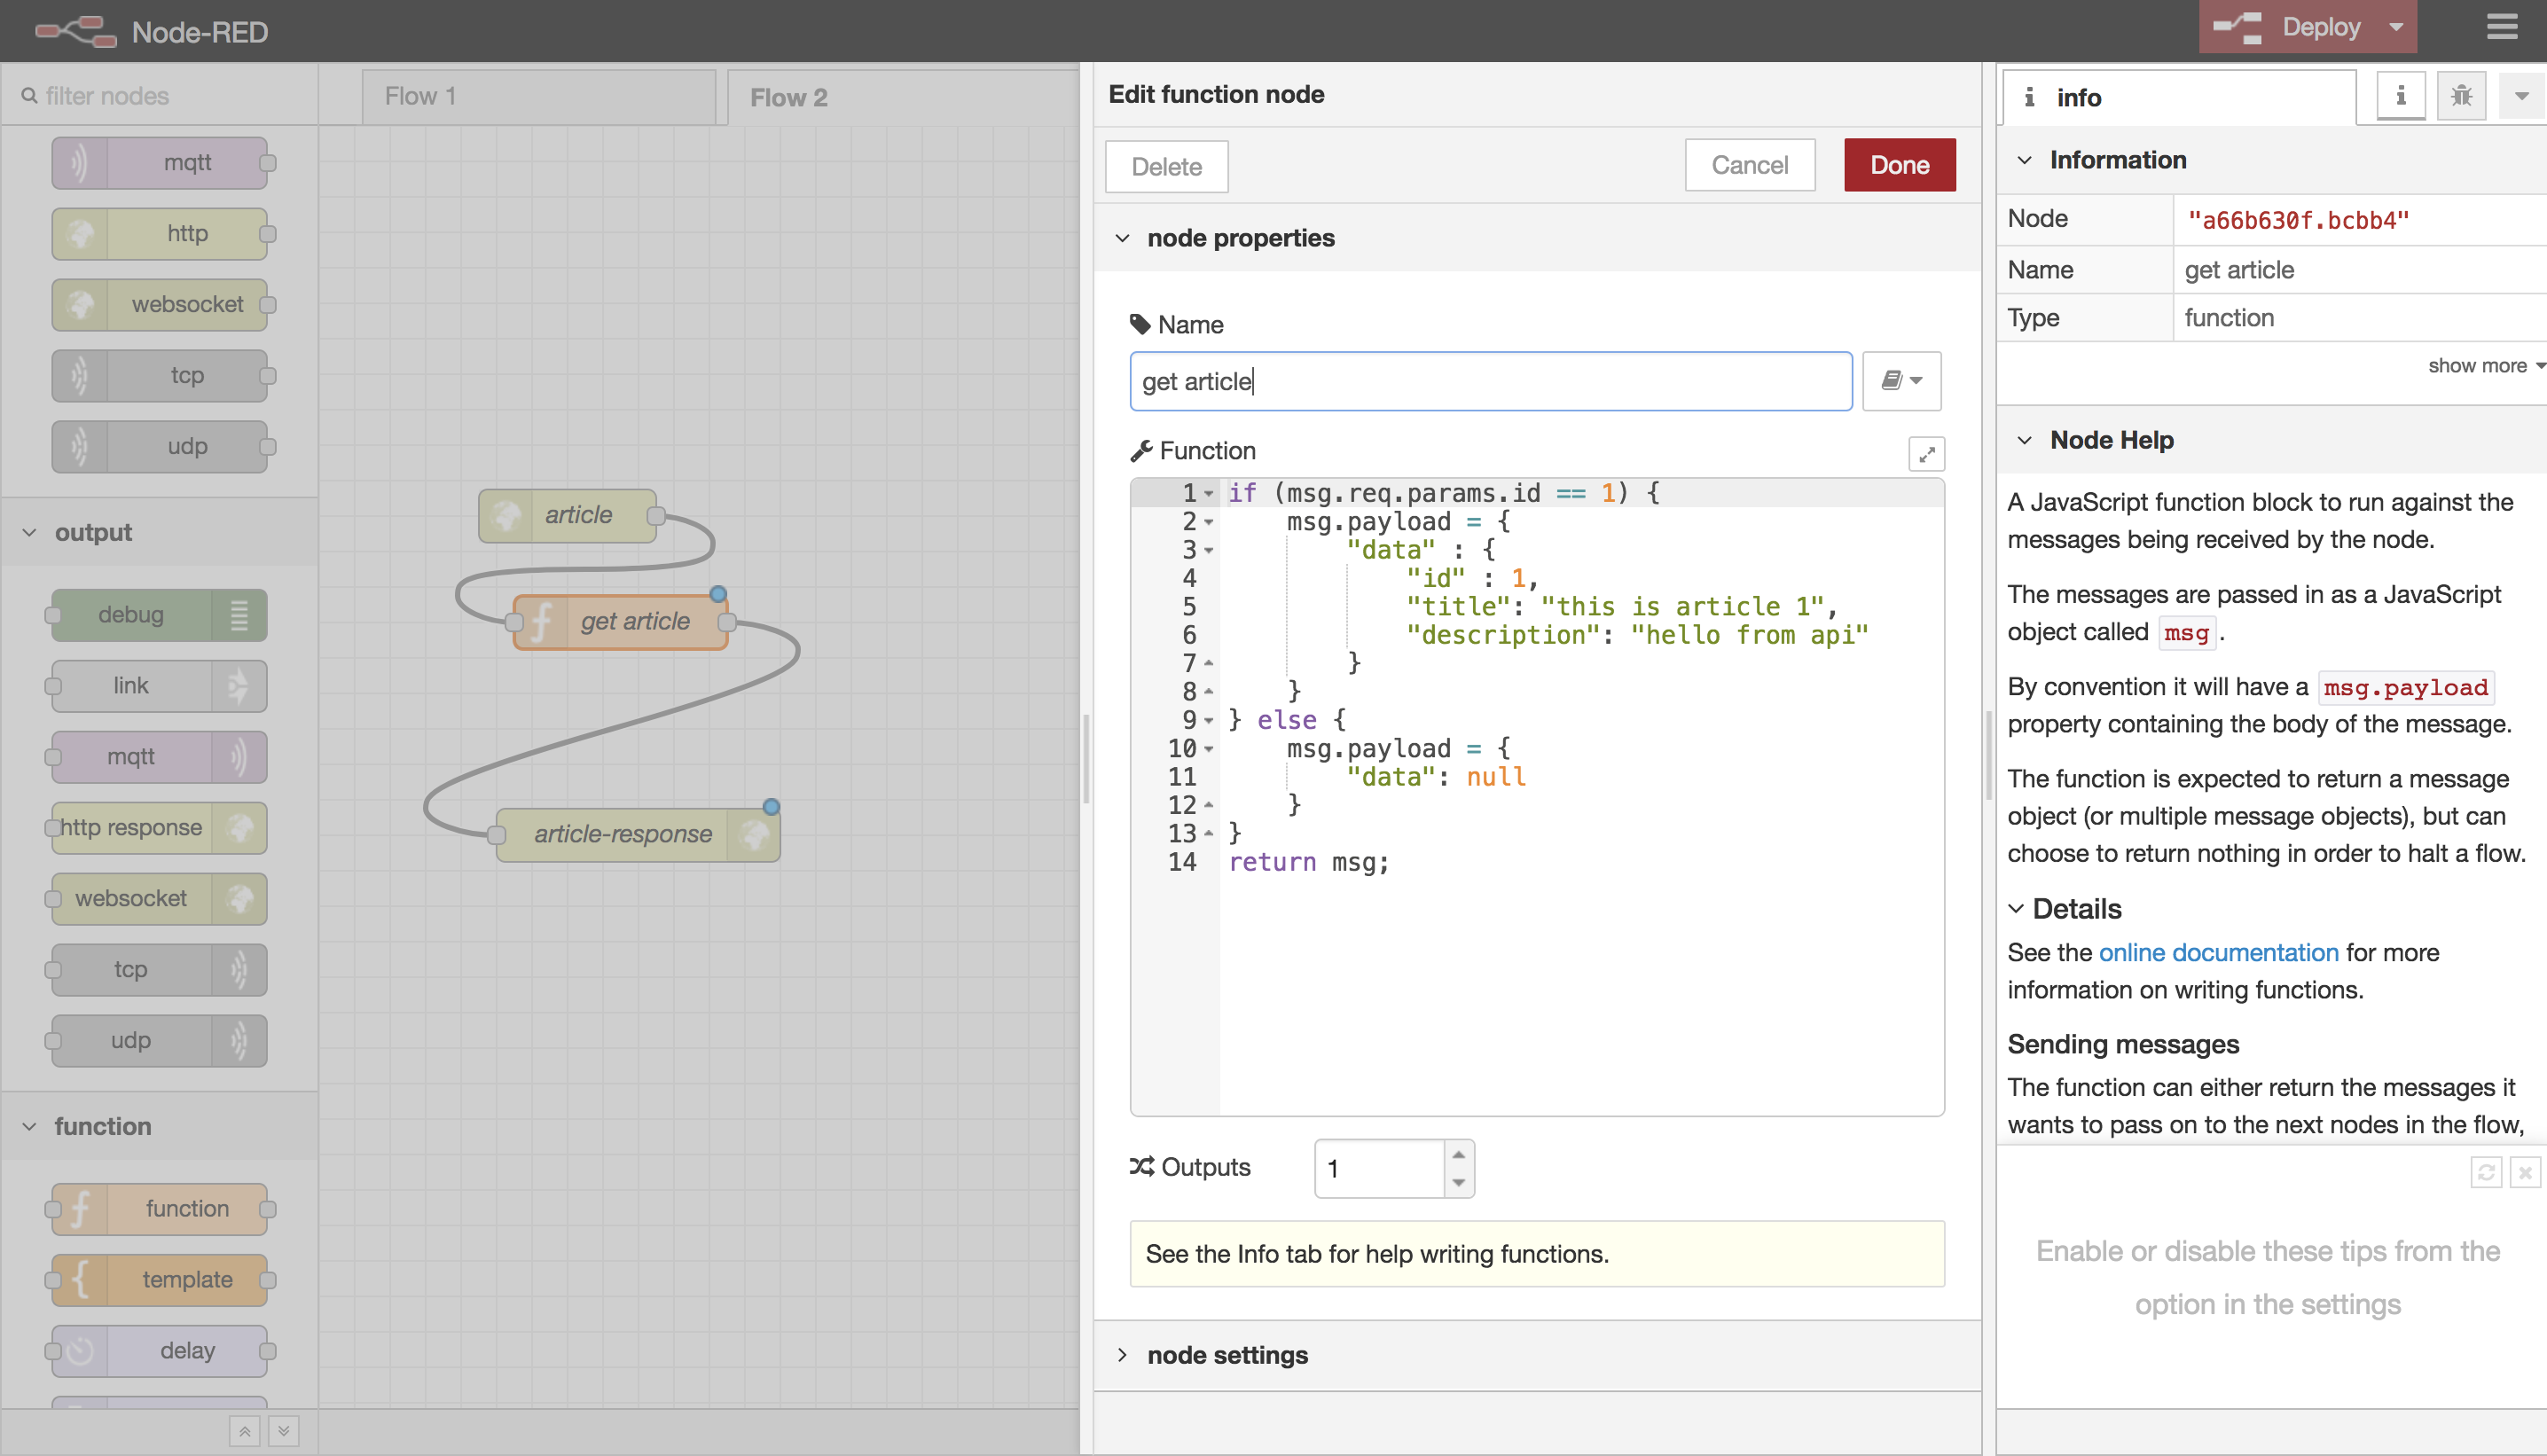 Node-RED
Deploy
filter nodes
mqtt
http
websocket
tcp
udp
output
debug
link
mqtt
http response
websocket
tcp
udp
function
function
template
delay
Flow 1
Flow 2
article
get article
article-response
Edit function node
Delete
Cancel
Done
node properties
Name
get article
Function
1 if (msg.req.params.id == 1) {
2     msg.payload = {
3         "data" : {
4             "id" : 1,
5             "title": "this is article 1",
6             "description": "hello from api"
7         }
8     }
9 } else {
10     msg.payload = {
11         "data": null
12     }
13 }
14 return msg;
Outputs
1
See the Info tab for help writing functions.
node settings
info
Information
Node "a66b630f.bcbb4"
Name get article
Type function
show more
Node Help
A JavaScript function block to run against the
messages being received by the node.
The messages are passed in as a JavaScript
object called msg .
By convention it will have a msg.payload
property containing the body of the message.
The function is expected to return a message
object (or multiple message objects), but can
choose to return nothing in order to halt a flow.
Details
See the online documentation for more
information on writing functions.
Sending messages
The function can either return the messages it
wants to pass on to the next nodes in the flow,
Enable or disable these tips from the
option in the settings